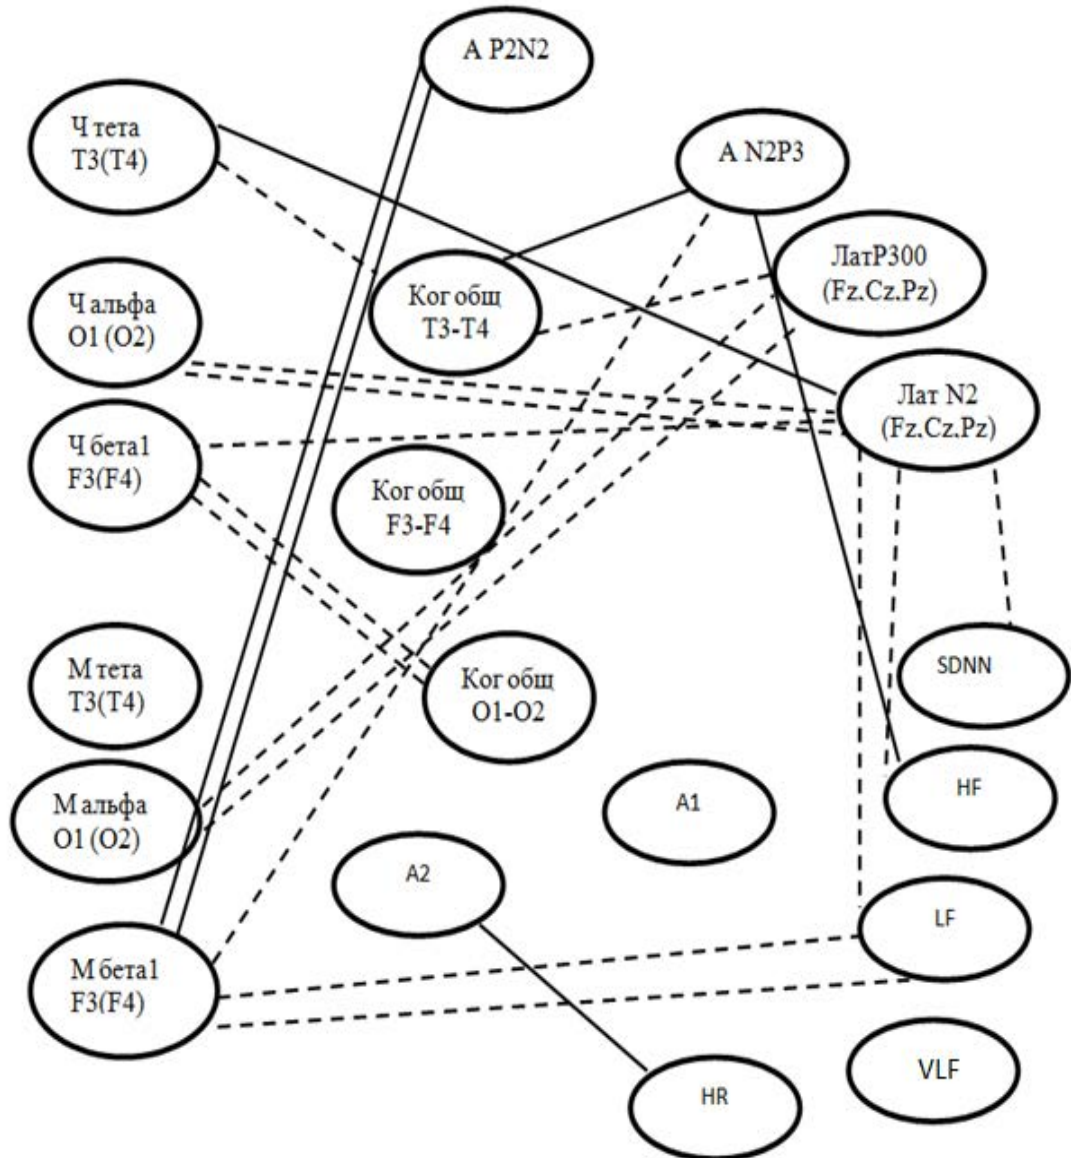 А P2N2
Ч тета
T3(T4)
А N2P3
ЛатP300
(Fz.Cz.Pz)
Ког общ
T3-T4
Ч альфа
O1 (O2)
Лат N2
(Fz.Cz.Pz)
Ч бета1
F3(F4)
Ког общ
F3-F4
М тета
T3(T4)
Ког общ
O1-O2
SDNN
М альфа
O1 (O2)
A1
HF
A2
LF
М бета1
F3(F4)
VLF
HR